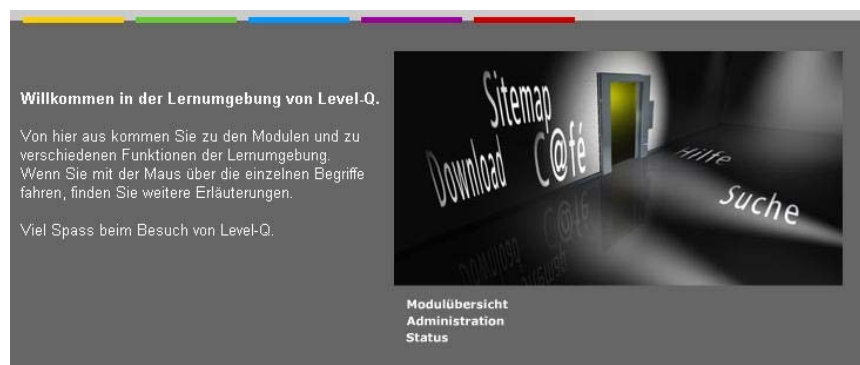 Willkommen in der Lernumgebung von Level-Q.
Von hier aus kommen Sie zu den Modulen und zu
verschiedenen Funktionen der Lernumgebung.
Wenn Sie mit der Maus über die einzelnen Begriffe
fahren, finden Sie weitere Erläuterungen.
Viel Spass beim Besuch von Level-Q.
Sitemap
Download
C@fé
Hilfe
Suche
Modulübersicht
Administration
Status